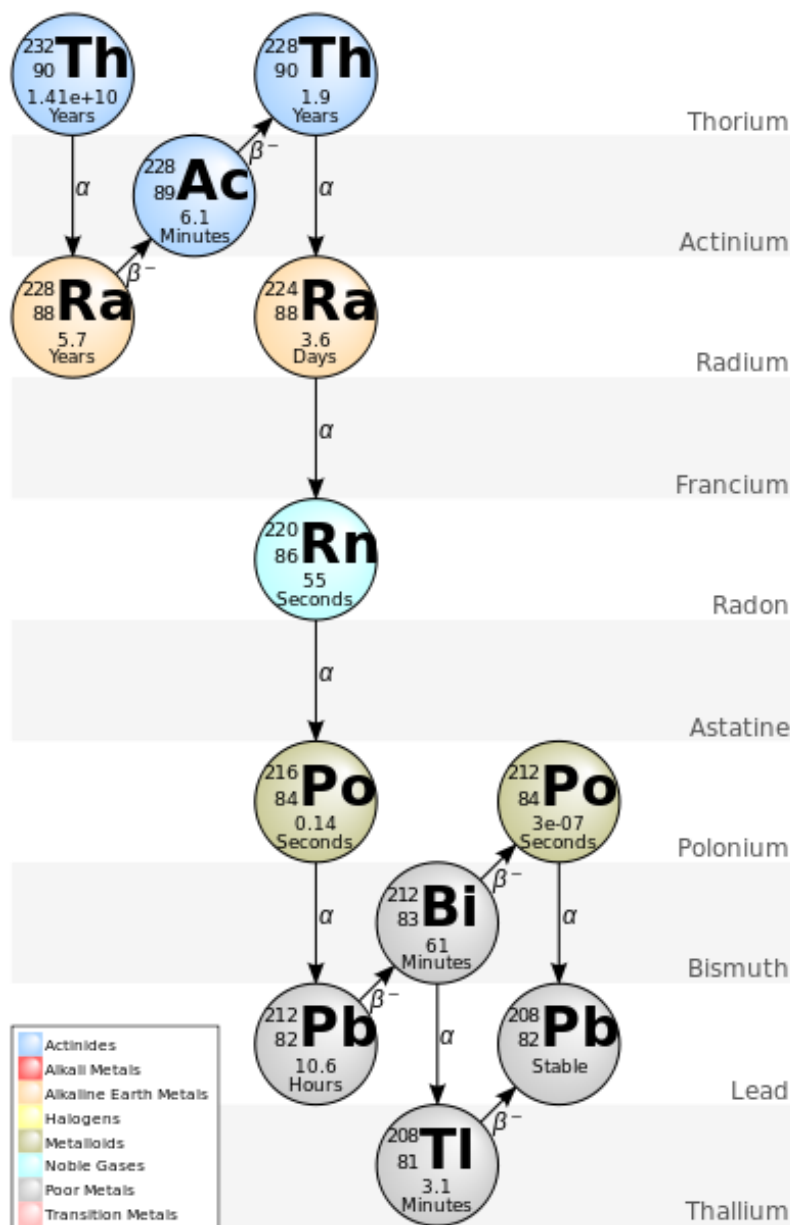 232
90
Th
1.41e+10
Years
228
90
Th
1.9
Years
Thorium
α
228
89
Ac
6.1
Minutes
β⁻
α
Actinium
β⁻
228
88
Ra
5.7
Years
224
88
Ra
3.6
Days
Radium
α
Francium
220
86
Rn
55
Seconds
Radon
α
Astatine
216
84
Po
0.14
Seconds
212
84
Po
3e-07
Seconds
Polonium
α
212
83
Bi
61
Minutes
β⁻
α
Bismuth
β⁻
212
82
Pb
10.6
Hours
α
208
82
Pb
Stable
Lead
208
81
Tl
3.1
Minutes
β⁻
Thallium
Actinides
Alkali Metals
Alkaline Earth Metals
Halogens
Metalloids
Noble Gases
Poor Metals
Transition Metals